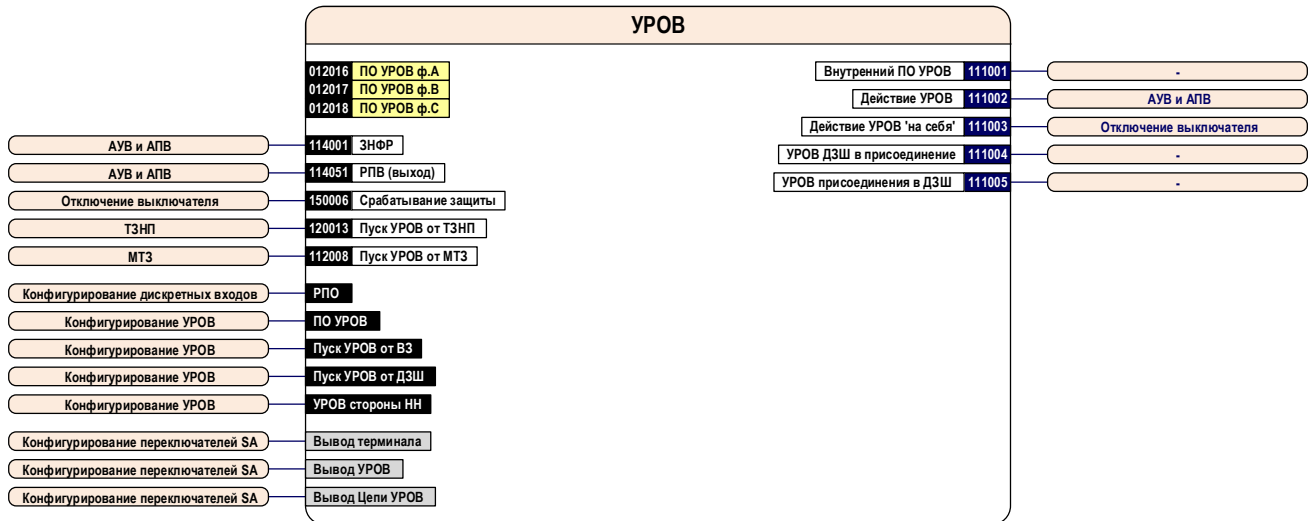 УРОВ
012016 ПО УРОВ ф.А
012017 ПО УРОВ ф.В
012018 ПО УРОВ ф.С
АУВ и АПВ 114001 ЗНФР
АУВ и АПВ 114051 РПВ (выход)
Отключение выключателя 150006 Срабатывание защиты
ТЗНП 120013 Пуск УРОВ от ТЗНП
МТЗ 112008 Пуск УРОВ от МТЗ
Конфигурирование дискретных входов РПО
Конфигурирование УРОВ ПО УРОВ
Конфигурирование УРОВ Пуск УРОВ от ВЗ
Конфигурирование УРОВ Пуск УРОВ от ДЗШ
Конфигурирование УРОВ УРОВ стороны НН
Конфигурирование переключателей SA Вывод терминала
Конфигурирование переключателей SA Вывод УРОВ
Конфигурирование переключателей SA Вывод Цепи УРОВ
Внутренний ПО УРОВ 111001 -
Действие УРОВ 111002 АУВ и АПВ
Действие УРОВ 'на себя' 111003 Отключение выключателя
УРОВ ДЗШ в присоединение 111004 -
УРОВ присоединения в ДЗШ 111005 -